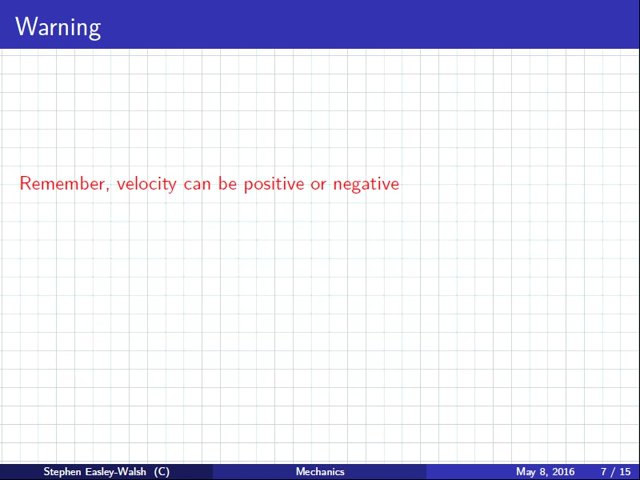 Warning
Remember, velocity can be positive or negative
Stephen Easley-Walsh (C) Mechanics May 8, 2016 7 / 15